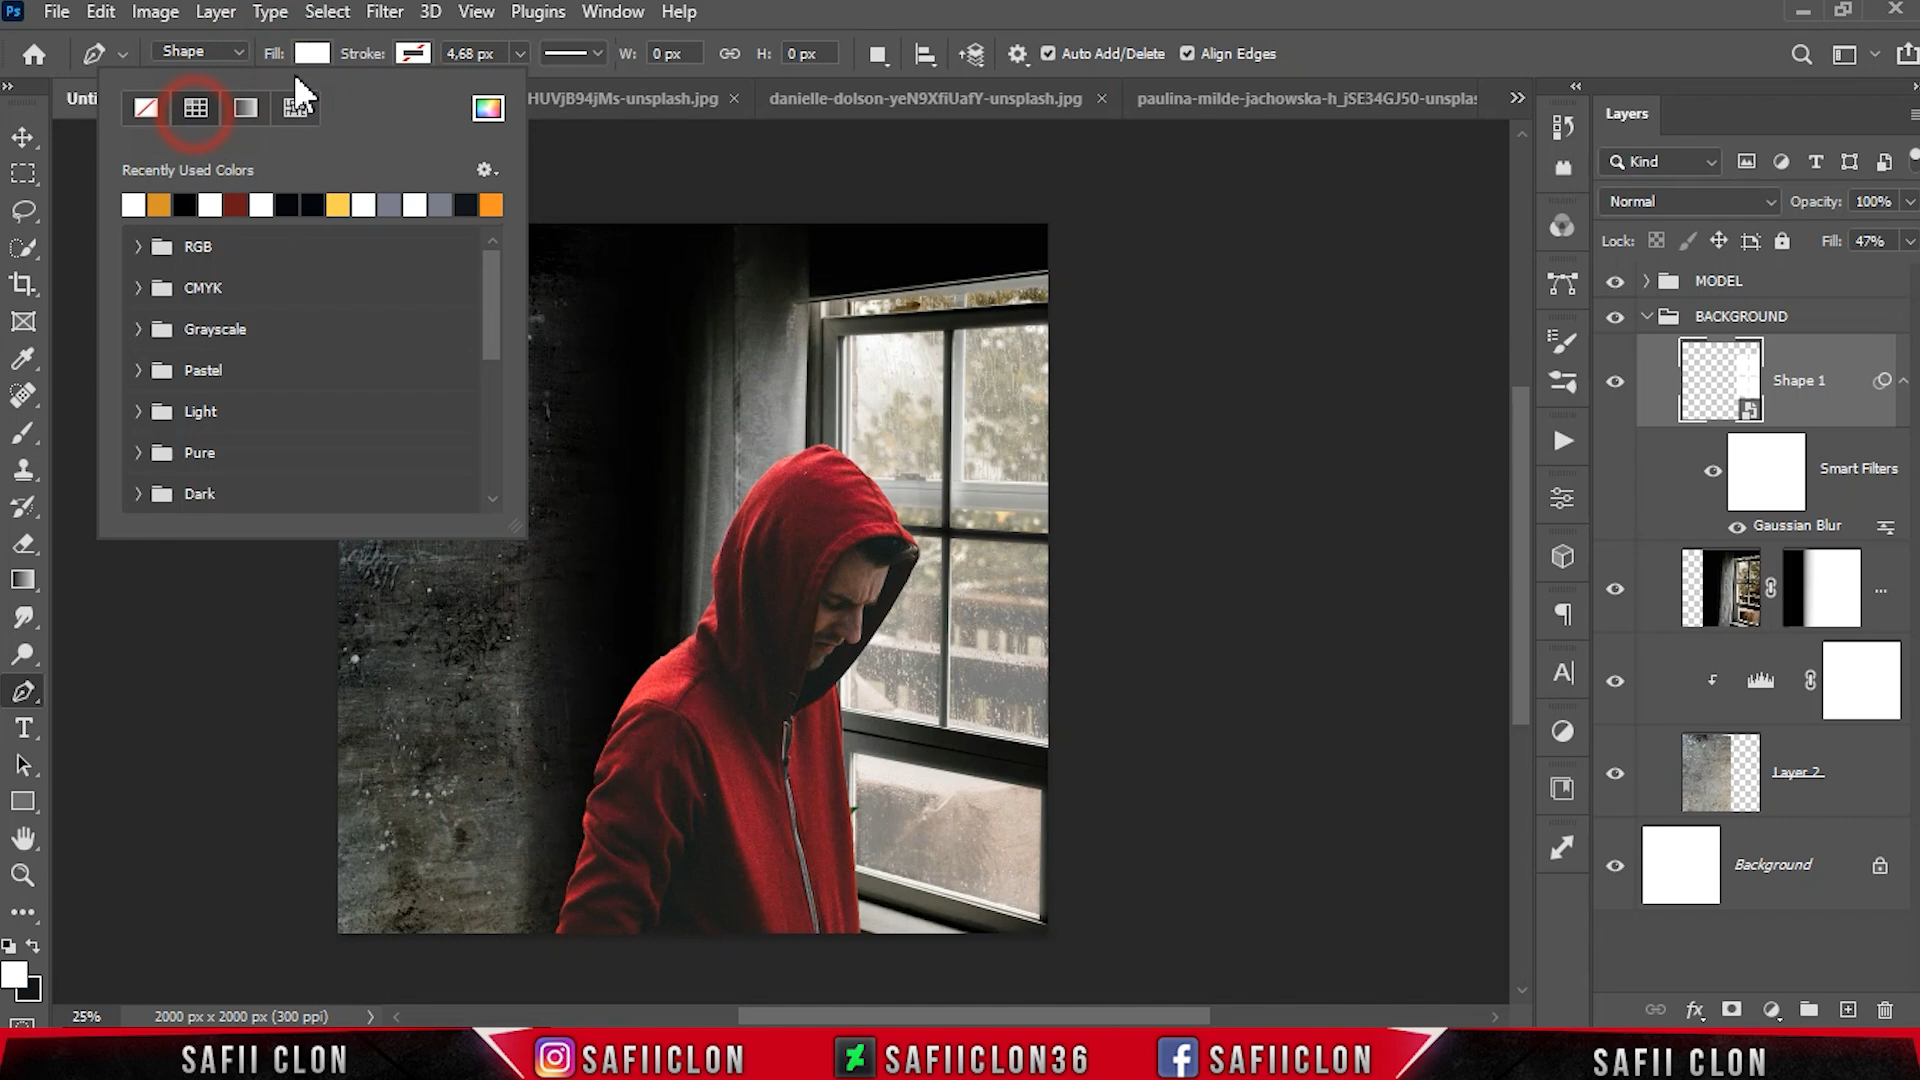 Ps File Edit Image Layer Type Select Filter 3D View Plugins Window Help
Shape Fill: Stroke: 4,68 px W: 0 px H: 0 px Auto Add/Delete Align Edges
Unti HUVjB94jMs-unsplash.jpg danielle-dolson-yeN9XfiUafY-unsplash.jpg paulina-milde-jachowska-h_jSE34GJ50-unsplas
Recently Used Colors
RGB
CMYK
Grayscale
Pastel
Light
Pure
Dark
Layers
Kind
Normal Opacity: 100%
Lock: Fill: 47%
MODEL
BACKGROUND
Shape 1
Smart Filters
Gaussian Blur
Layer 2
Background
25% 2000 px x 2000 px (300 ppi)
SAFII CLON SAFIICLON SAFIICLON36 SAFIICLON SAFII CLON